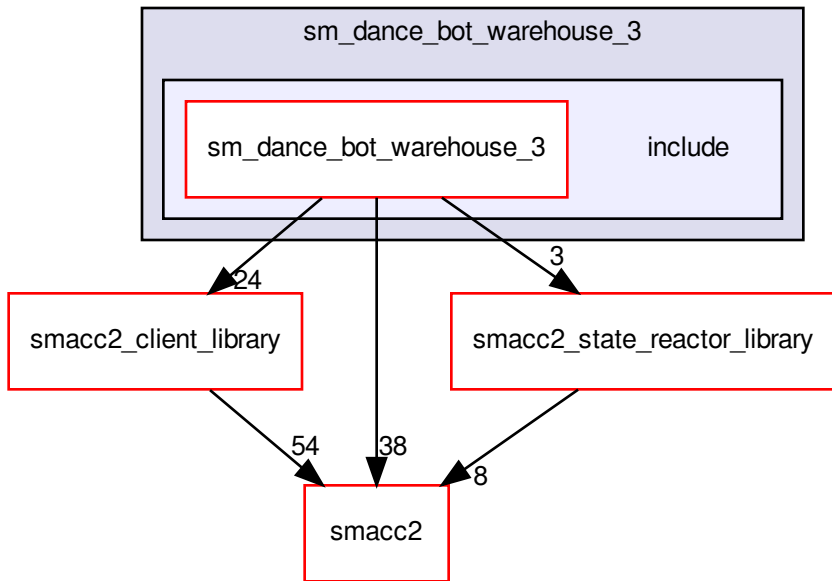 sm_dance_bot_warehouse_3
sm_dance_bot_warehouse_3
include
24
3
smacc2_client_library
smacc2_state_reactor_library
54
38
8
smacc2